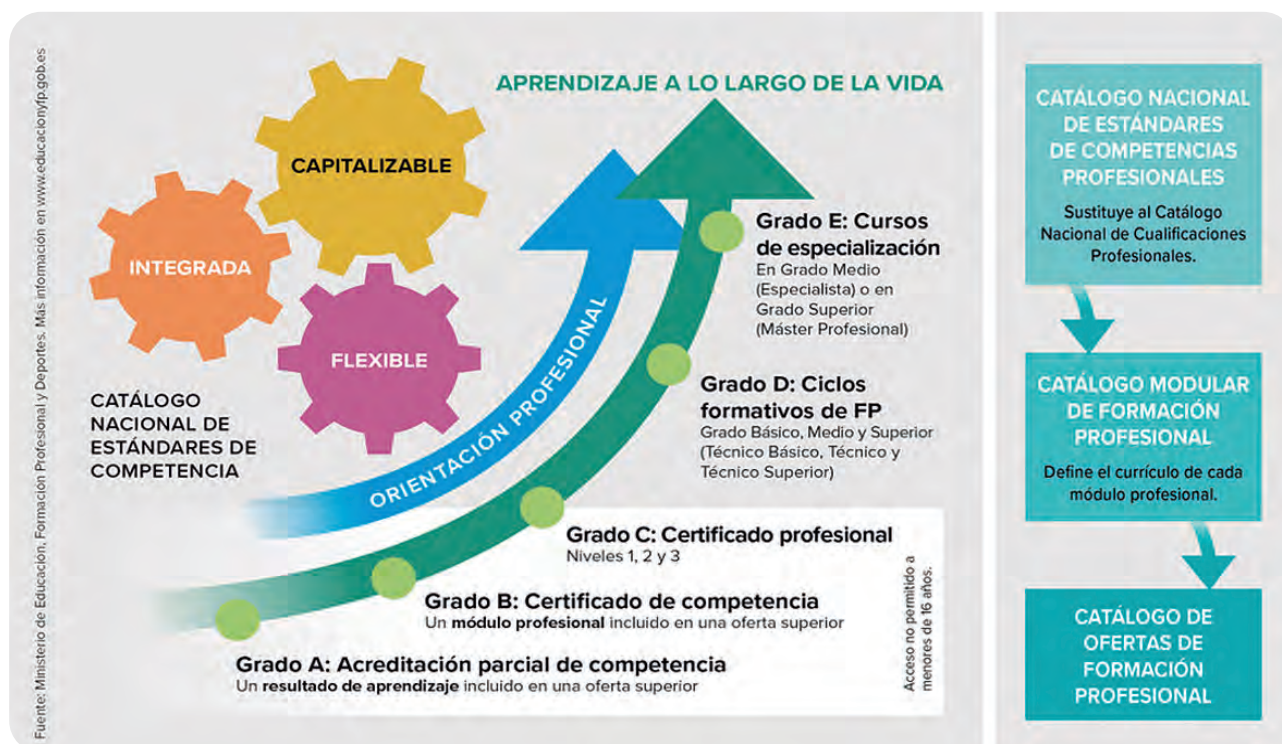 Fuente: Ministerio de Educación, Formación Profesional y Deportes. Más información en www.educacionyfp.gob.es
APRENDIZAJE A LO LARGO DE LA VIDA
CAPITALIZABLE
INTEGRADA
FLEXIBLE
CATÁLOGO
NACIONAL DE
ESTÁNDARES DE
COMPETENCIA
ORIENTACIÓN PROFESIONAL
Grado E: Cursos
de especialización
En Grado Medio
(Especialista) o en
Grado Superior
(Máster Profesional)
Grado D: Ciclos
formativos de FP
Grado Básico, Medio y Superior
(Técnico Básico, Técnico y
Técnico Superior)
Grado C: Certificado profesional
Niveles 1, 2 y 3
Grado B: Certificado de competencia
Un módulo profesional incluido en una oferta superior
Grado A: Acreditación parcial de competencia
Un resultado de aprendizaje incluido en una oferta superior
Acceso no permitido a
menores de 16 años.
CATÁLOGO NACIONAL
DE ESTÁNDARES
DE COMPETENCIAS
PROFESIONALES
Sustituye al Catálogo
Nacional de Cualificaciones
Profesionales.
CATÁLOGO MODULAR
DE FORMACIÓN
PROFESIONAL
Define el currículo de cada
módulo profesional.
CATÁLOGO DE
OFERTAS DE
FORMACIÓN
PROFESIONAL